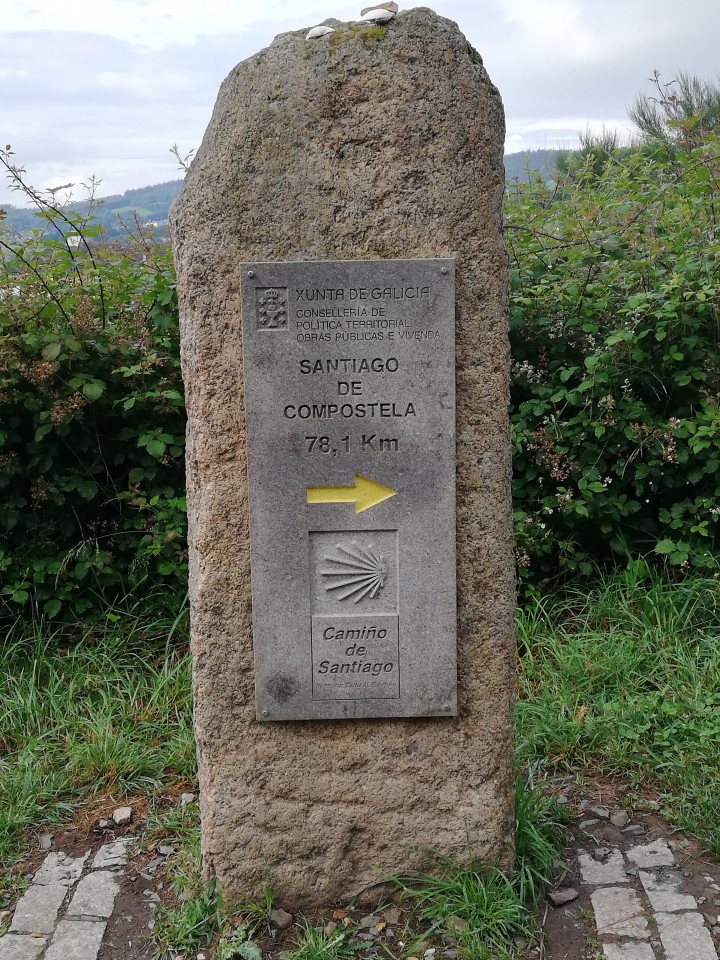 XUNTA DE GALICIA
CONSELLERÍA DE
POLÍTICA TERRITORIAL,
OBRAS PÚBLICAS E VIVENDA
SANTIAGO
DE
COMPOSTELA
78,1 Km
Camiño
de
Santiago